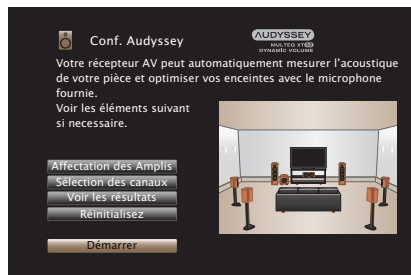 Conf. Audyssey
AUDYSSEY
MULTEQ XT32
DYNAMIC VOLUME
Votre récepteur AV peut automatiquement mesurer l'acoustique
de votre pièce et optimiser vos enceintes avec le microphone
fournie.
Voir les éléments suivant
si necessaire.
Affectation des Amplis
Sélection des canaux
Voir les résultats
Réinitialisez
Démarrer